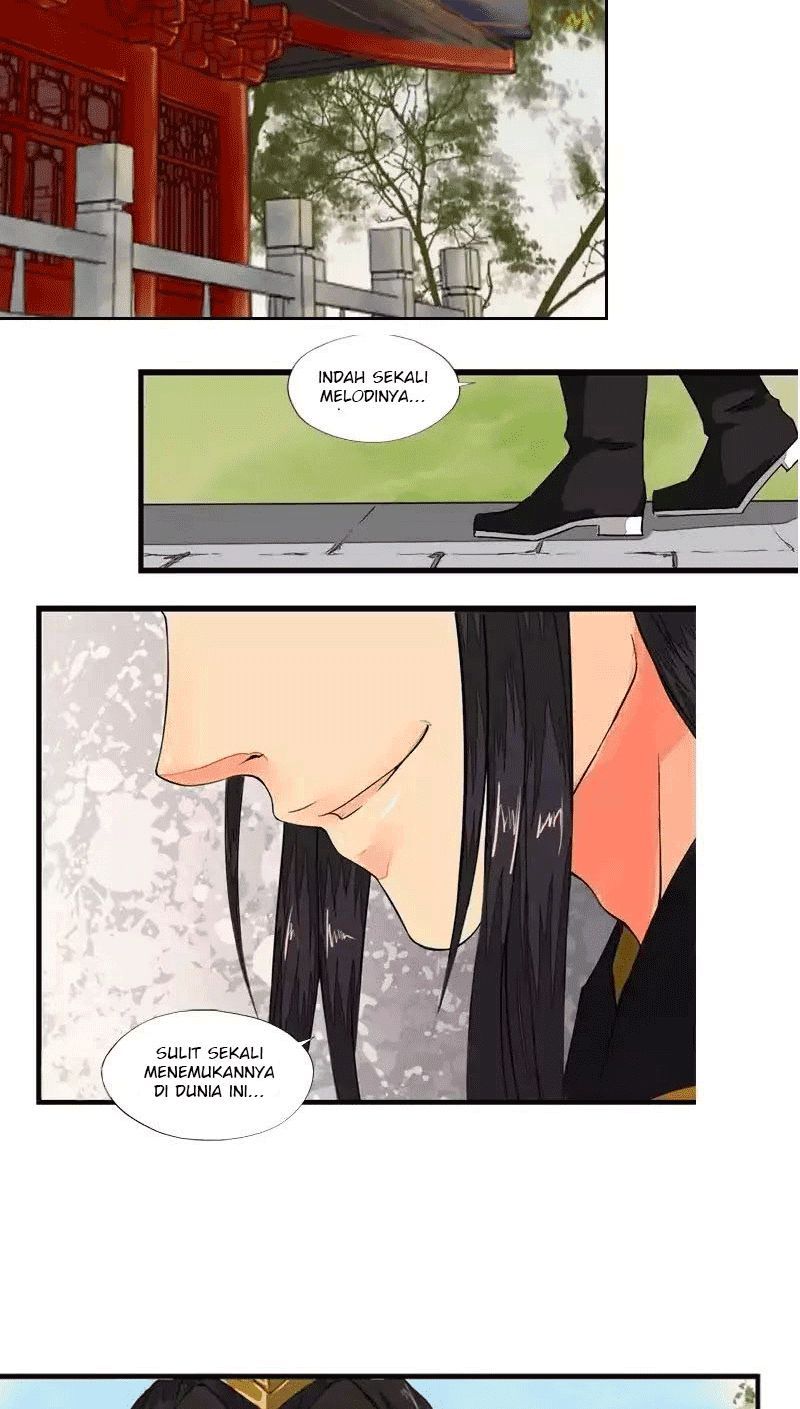 INDAH SEKALI
MELODINYA...
SULIT SEKALI
MENEMUKANNYA
DI DUNIA INI...